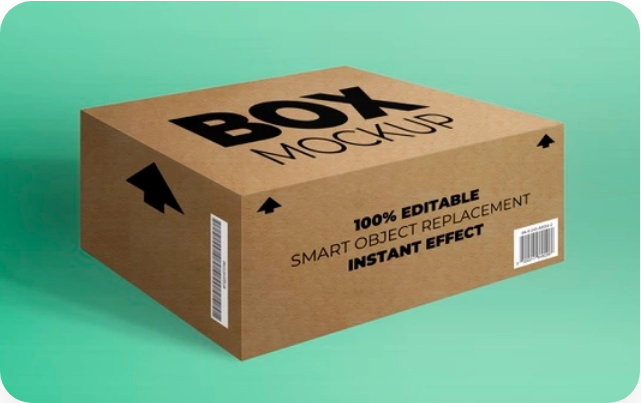 BOX
MOCKUP
100% EDITABLE
SMART OBJECT REPLACEMENT
INSTANT EFFECT